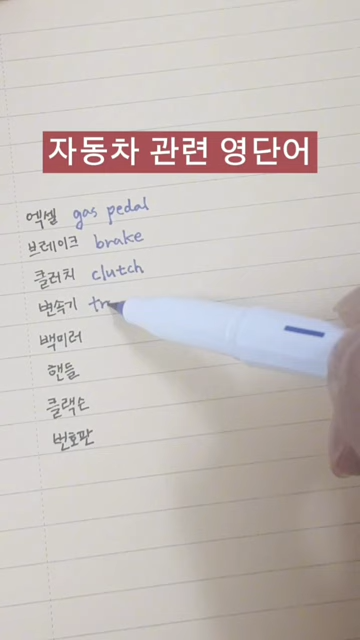 자동차 관련 영단어
엑셀 gas pedal
브레이크 brake
클러치 clutch
변속기 tr
백미러
핸들
클랙슨
번호판